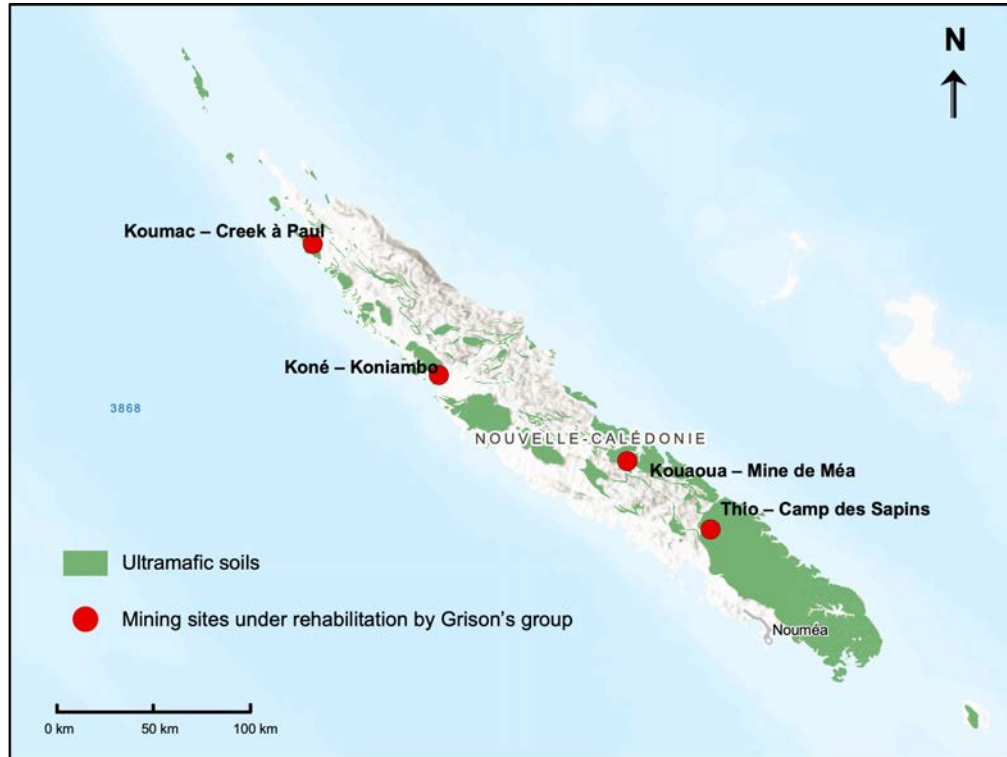 N
Koumac – Creek à Paul
Koné – Koniambo
3868
NOUVELLE-CALÉDONIE
Kouaoua – Mine de Méa
Thio – Camp des Sapins
Ultramafic soils
Mining sites under rehabilitation by Grison’s group
Nouméa
0 km 50 km 100 km